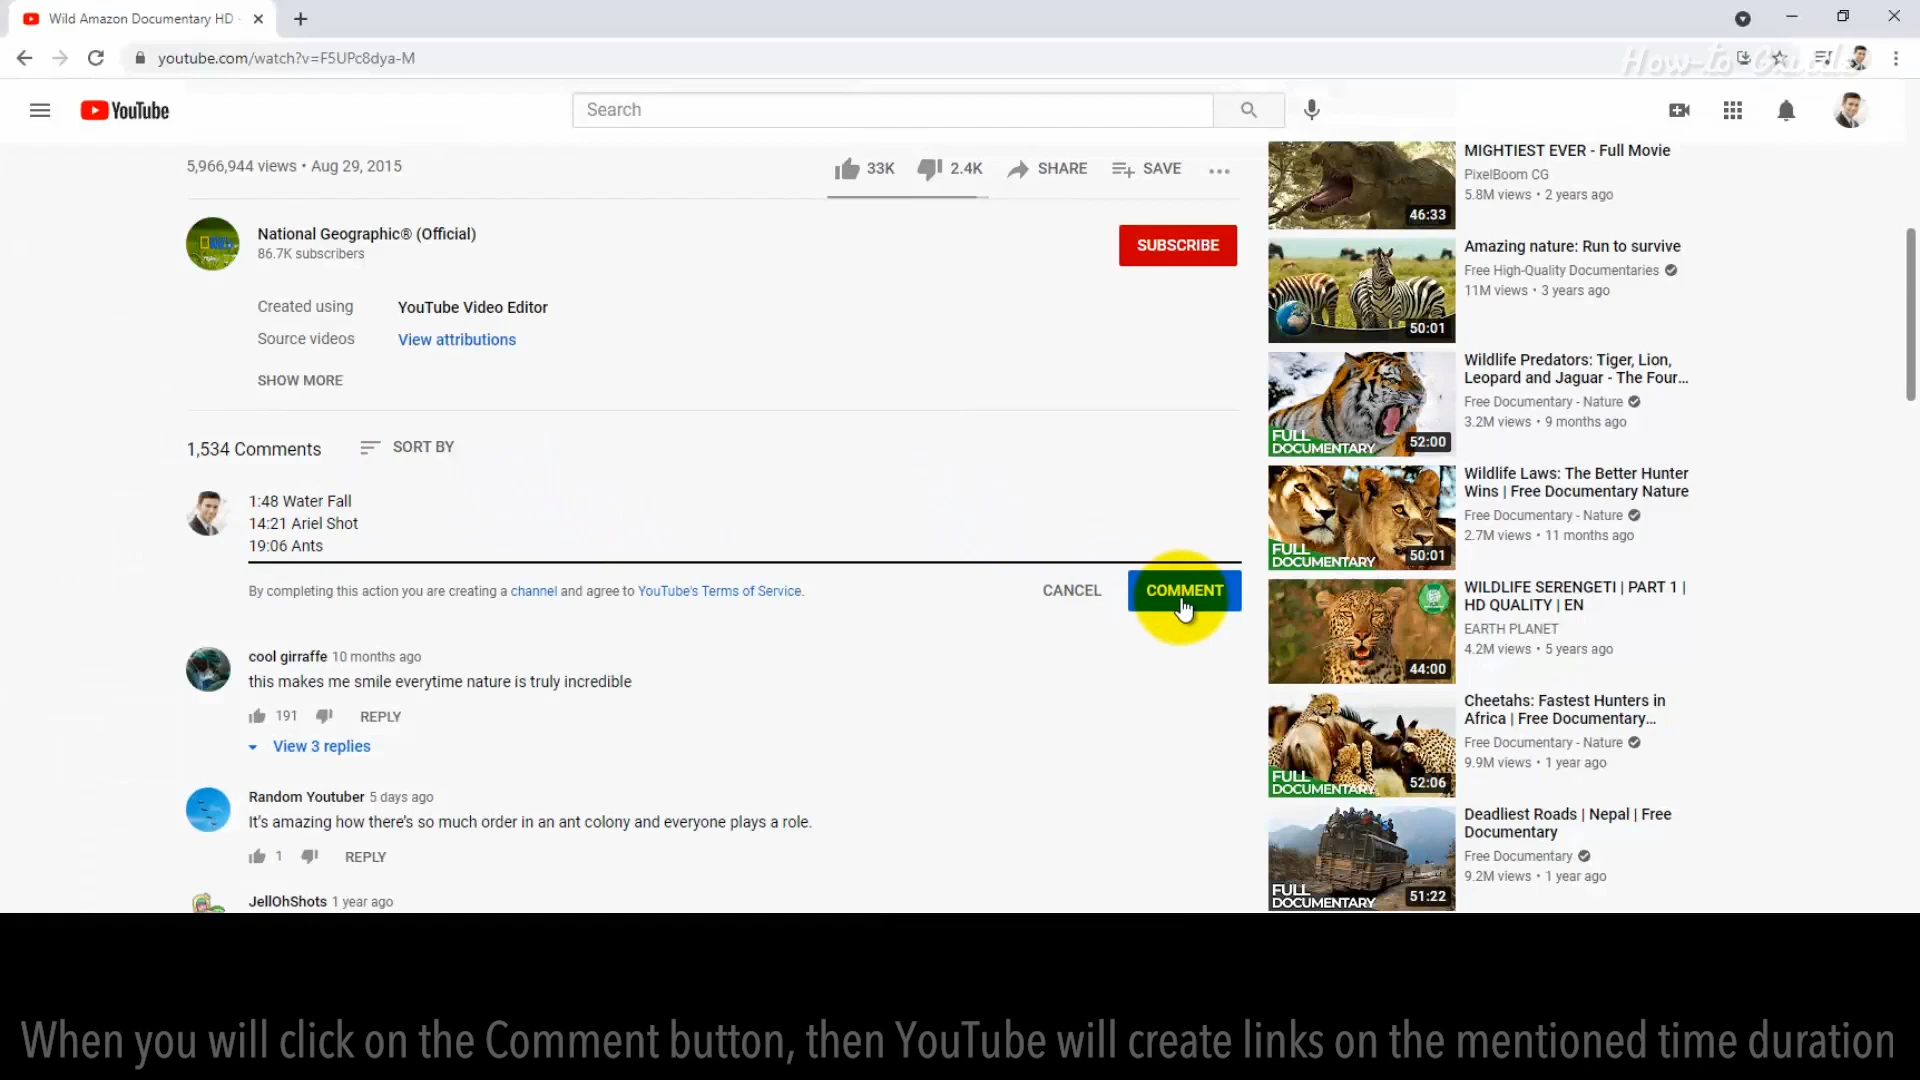 Wild Amazon Documentary HD -
youtube.com/watch?v=F5UPc8dya-M
How-to Guide
YouTube
Search
5,966,944 views • Aug 29, 2015
33K
2.4K
SHARE
SAVE
National Geographic® (Official)
86.7K subscribers
SUBSCRIBE
Created using YouTube Video Editor
Source videos View attributions
SHOW MORE
1,534 Comments
SORT BY
1:48 Water Fall
14:21 Ariel Shot
19:06 Ants
By completing this action you are creating a channel and agree to YouTube's Terms of Service.
CANCEL
COMMENT
cool girraffe 10 months ago
this makes me smile everytime nature is truly incredible
191
REPLY
View 3 replies
Random Youtuber 5 days ago
It's amazing how there's so much order in an ant colony and everyone plays a role.
1
REPLY
JellOhShots 1 year ago
46:33
MIGHTIEST EVER - Full Movie
PixelBoom CG
5.8M views • 2 years ago
50:01
Amazing nature: Run to survive
Free High-Quality Documentaries
11M views • 3 years ago
FULL
DOCUMENTARY
52:00
Wildlife Predators: Tiger, Lion,
Leopard and Jaguar - The Four...
Free Documentary - Nature
3.2M views • 9 months ago
FULL
DOCUMENTARY
50:01
Wildlife Laws: The Better Hunter
Wins | Free Documentary Nature
Free Documentary - Nature
2.7M views • 11 months ago
44:00
WILDLIFE SERENGETI | PART 1 |
HD QUALITY | EN
EARTH PLANET
4.2M views • 5 years ago
FULL
DOCUMENTARY
52:06
Cheetahs: Fastest Hunters in
Africa | Free Documentary...
Free Documentary - Nature
9.9M views • 1 year ago
FULL
DOCUMENTARY
51:22
Deadliest Roads | Nepal | Free
Documentary
Free Documentary
9.2M views • 1 year ago
When you will click on the Comment button, then YouTube will create links on the mentioned time duration